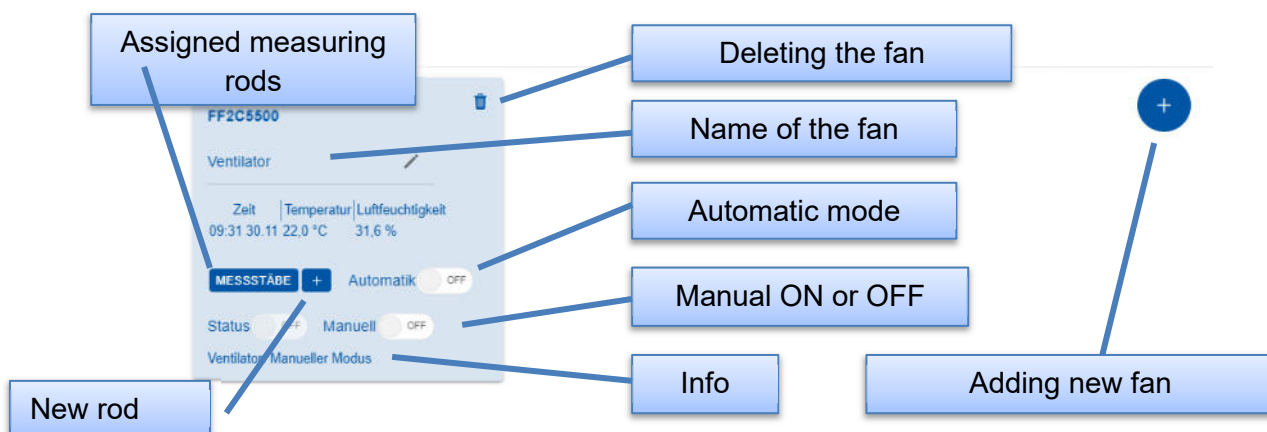 Assigned measuring
rods
Deleting the fan
FF2C5500
+
Name of the fan
Ventilator
Zeit Temperatur Luftfeuchtigkeit
09:31 30.11 22,0 °C 31,6 %
Automatic mode
MESSSTÄBE + Automatik OFF
Manual ON or OFF
Status OFF Manuell OFF
Ventilator Manueller Modus
Info
Adding new fan
New rod